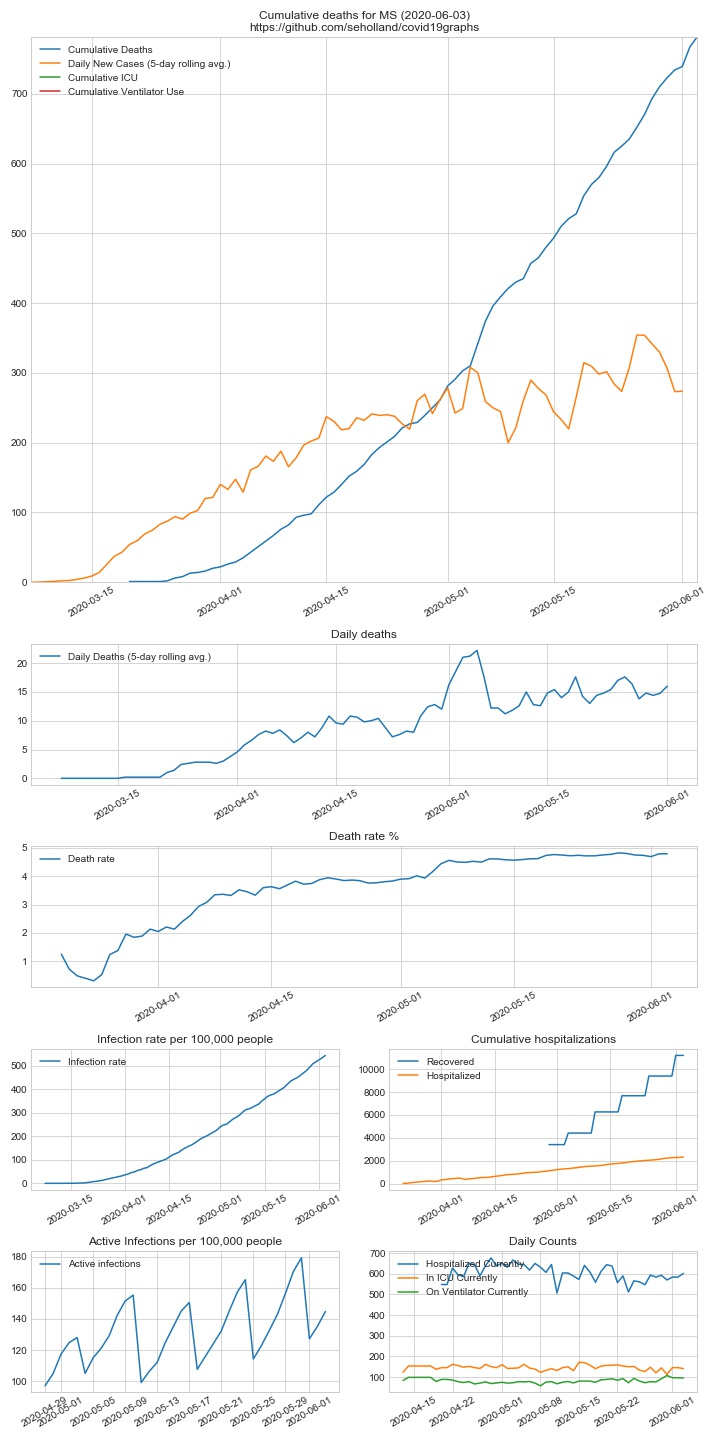 Cumulative deaths for MS (2020-06-03)
https://github.com/seholland/covid19graphs
Cumulative Deaths
Daily New Cases (5-day rolling avg.)
Cumulative ICU
Cumulative Ventilator Use
700
600
500
400
300
200
100
0
2020-03-15 2020-04-01 2020-04-15 2020-05-01 2020-05-15 2020-06-01
Daily deaths
Daily Deaths (5-day rolling avg.)
20
15
10
5
0
2020-03-15 2020-04-01 2020-04-15 2020-05-01 2020-05-15 2020-06-01
Death rate %
Death rate
5
4
3
2
1
2020-04-01 2020-04-15 2020-05-01 2020-05-15 2020-06-01
Infection rate per 100,000 people
Infection rate
500
400
300
200
100
0
2020-03-15 2020-04-01 2020-04-15 2020-05-01 2020-05-15 2020-06-01
Cumulative hospitalizations
Recovered
Hospitalized
10000
8000
6000
4000
2000
0
2020-04-01 2020-04-15 2020-05-01 2020-05-15 2020-06-01
Active Infections per 100,000 people
Active infections
180
160
140
120
100
2020-04-29 2020-05-01 2020-05-05 2020-05-09 2020-05-13 2020-05-17 2020-05-21 2020-05-25 2020-05-29 2020-06-01
Daily Counts
Hospitalized Currently
In ICU Currently
On Ventilator Currently
700
600
500
400
300
200
100
2020-04-15 2020-04-22 2020-05-01 2020-05-08 2020-05-15 2020-05-22 2020-06-01